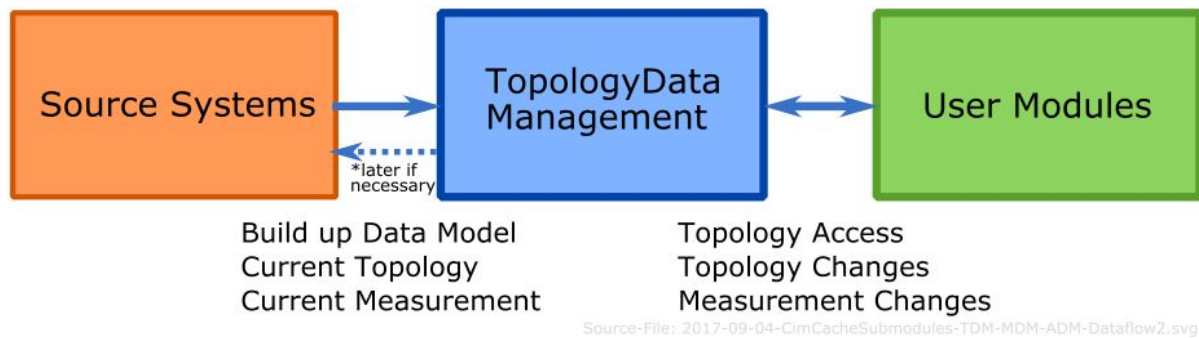 Source Systems
TopologyData
Management
User Modules
*later if
necessary
Build up Data Model
Current Topology
Current Measurement
Topology Access
Topology Changes
Measurement Changes
Source-File: 2017-09-04-CimCacheSubmodules-TDM-MDM-ADM-Dataflow2.svg